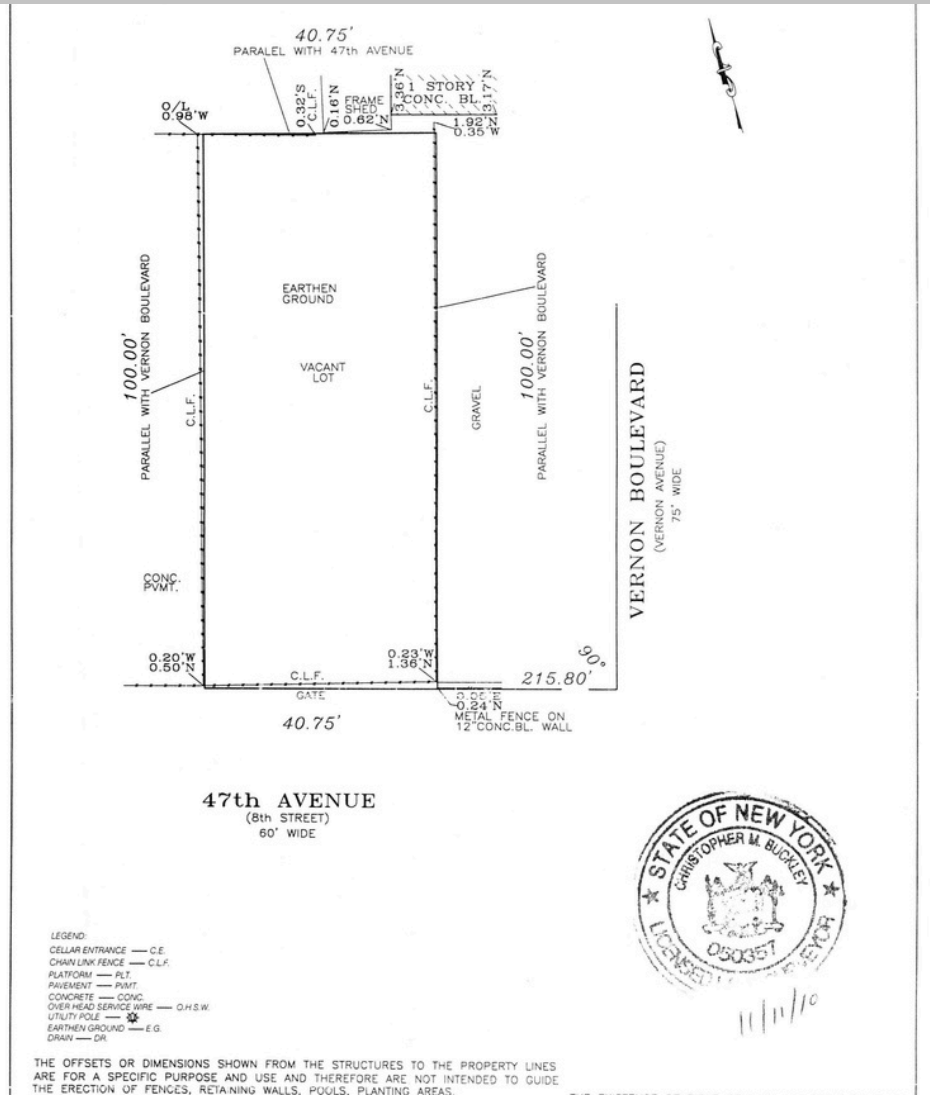 40.75'
PARALEL WITH 47th AVENUE
O/L
0.98'W
0.32'S
C.L.F.
0.16'N
FRAME
SHED
0.62'N
3.36'N
1 STORY
CONC. BL.
3.17'N
1.92'N
0.35'W
EARTHEN
GROUND
VACANT
LOT
100.00'
PARALLEL WITH VERNON BOULEVARD
C.L.F.
C.L.F.
GRAVEL
100.00'
PARALLEL WITH VERNON BOULEVARD
VERNON BOULEVARD
(VERNON AVENUE)
75' WIDE
CONC.
PVMT.
0.20'W
0.50'N
C.L.F.
GATE
0.23'W
1.36'N
90°
215.80'
0.24'N
METAL FENCE ON
12"CONC.BL. WALL
40.75'
47th AVENUE
(8th STREET)
60' WIDE
STATE OF NEW YORK
CHRISTOPHER M. BUCKLEY
050357
LICENSED
11/11/10
LEGEND:
CELLAR ENTRANCE — C.E.
CHAIN LINK FENCE — C.L.F.
PLATFORM — PLT.
PAVEMENT — PVMT.
CONCRETE — CONC.
OVER HEAD SERVICE WIRE — O.H.S.W.
UTILITY POLE —
EARTHEN GROUND — E.G.
DRAIN — DR.
THE OFFSETS OR DIMENSIONS SHOWN FROM THE STRUCTURES TO THE PROPERTY LINES
ARE FOR A SPECIFIC PURPOSE AND USE AND THEREFORE ARE NOT INTENDED TO GUIDE
THE ERECTION OF FENCES, RETAINING WALLS, POOLS, PLANTING AREAS,